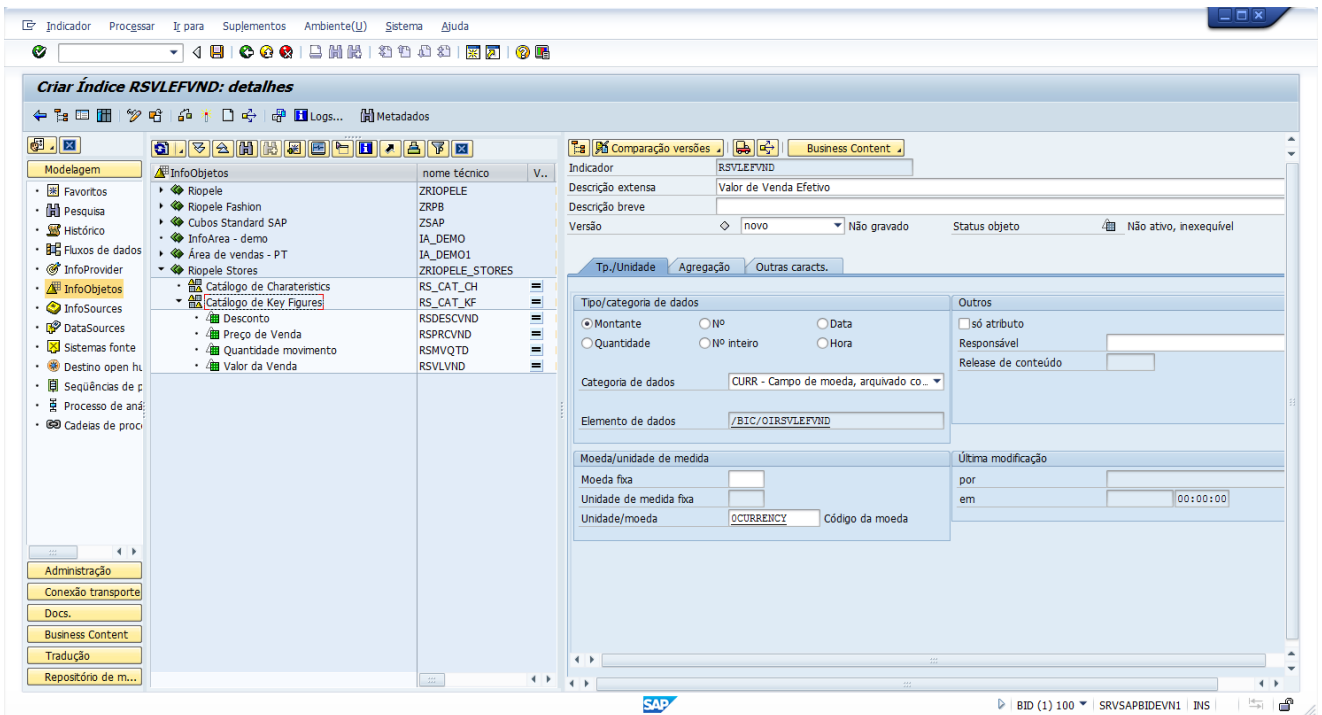 Indicador Processar Ir para Suplementos Ambiente(U) Sistema Ajuda
Criar Índice RSVLEFVND: detalhes
Logs... Metadados
Modelagem
Favoritos
Pesquisa
Histórico
Fluxos de dados
InfoProvider
InfoObjetos
InfoSources
DataSources
Sistemas fonte
Destino open hu
Seqüências de p
Processo de aná
Cadeias de proc
Administração
Conexão transporte
Docs.
Business Content
Tradução
Repositório de m...
InfoObjetos nome técnico V..
Riopele ZRIOPELE
Riopele Fashion ZRPB
Cubos Standard SAP ZSAP
InfoArea - demo IA_DEMO
Área de vendas - PT IA_DEMO1
Riopele Stores ZRIOPELE_STORES
Catálogo de Charateristics RS_CAT_CH
Catálogo de Key Figures RS_CAT_KF
Desconto RSDESCVND
Preço de Venda RSPRCVND
Quantidade movimento RSMVQTD
Valor da Venda RSVLVND
Comparação versões Business Content
Indicador RSVLEFVND
Descrição extensa Valor de Venda Efetivo
Descrição breve
Versão novo Não gravado Status objeto Não ativo, inexequível
Tp./Unidade Agregação Outras caracts.
Tipo/categoria de dados
Montante Nº Data
Quantidade Nº inteiro Hora
Categoria de dados CURR - Campo de moeda, arquivado co...
Elemento de dados /BIC/OIRSVLEFVND
Outros
só atributo
Responsável
Release de conteúdo
Moeda/unidade de medida
Moeda fixa
Unidade de medida fixa
Unidade/moeda 0CURRENCY Código da moeda
Última modificação
por
em 00:00:00
SAP
BID (1) 100 SRVSAPBIDEVN1 INS